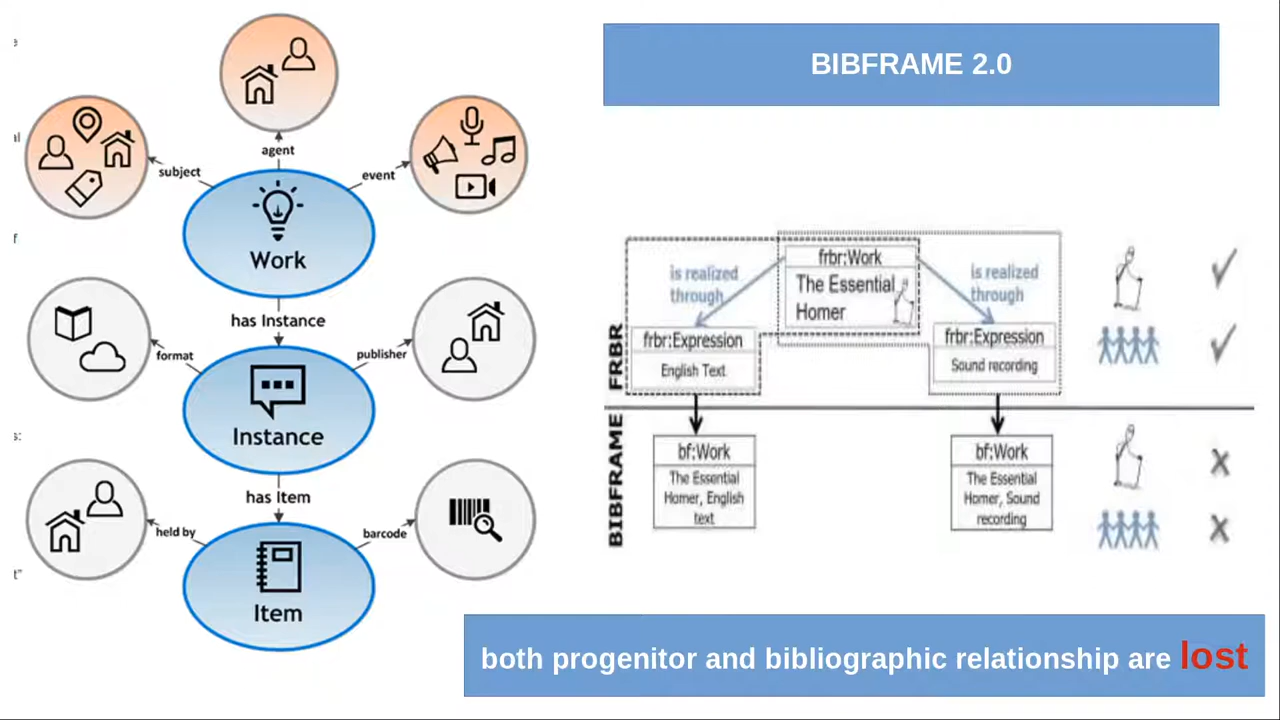 e
al
f
s:
t"
agent
subject
event
Work
has Instance
format
publisher
Instance
has Item
held by
barcode
Item
BIBFRAME 2.0
FRBR
frbr:Work
The Essential
Homer
is realized
through
is realized
through
frbr:Expression
English Text
frbr:Expression
Sound recording
BIBFRAME
bf:Work
The Essential
Homer, English
text
bf:Work
The Essential
Homer, Sound
recording
both progenitor and bibliographic relationship are lost